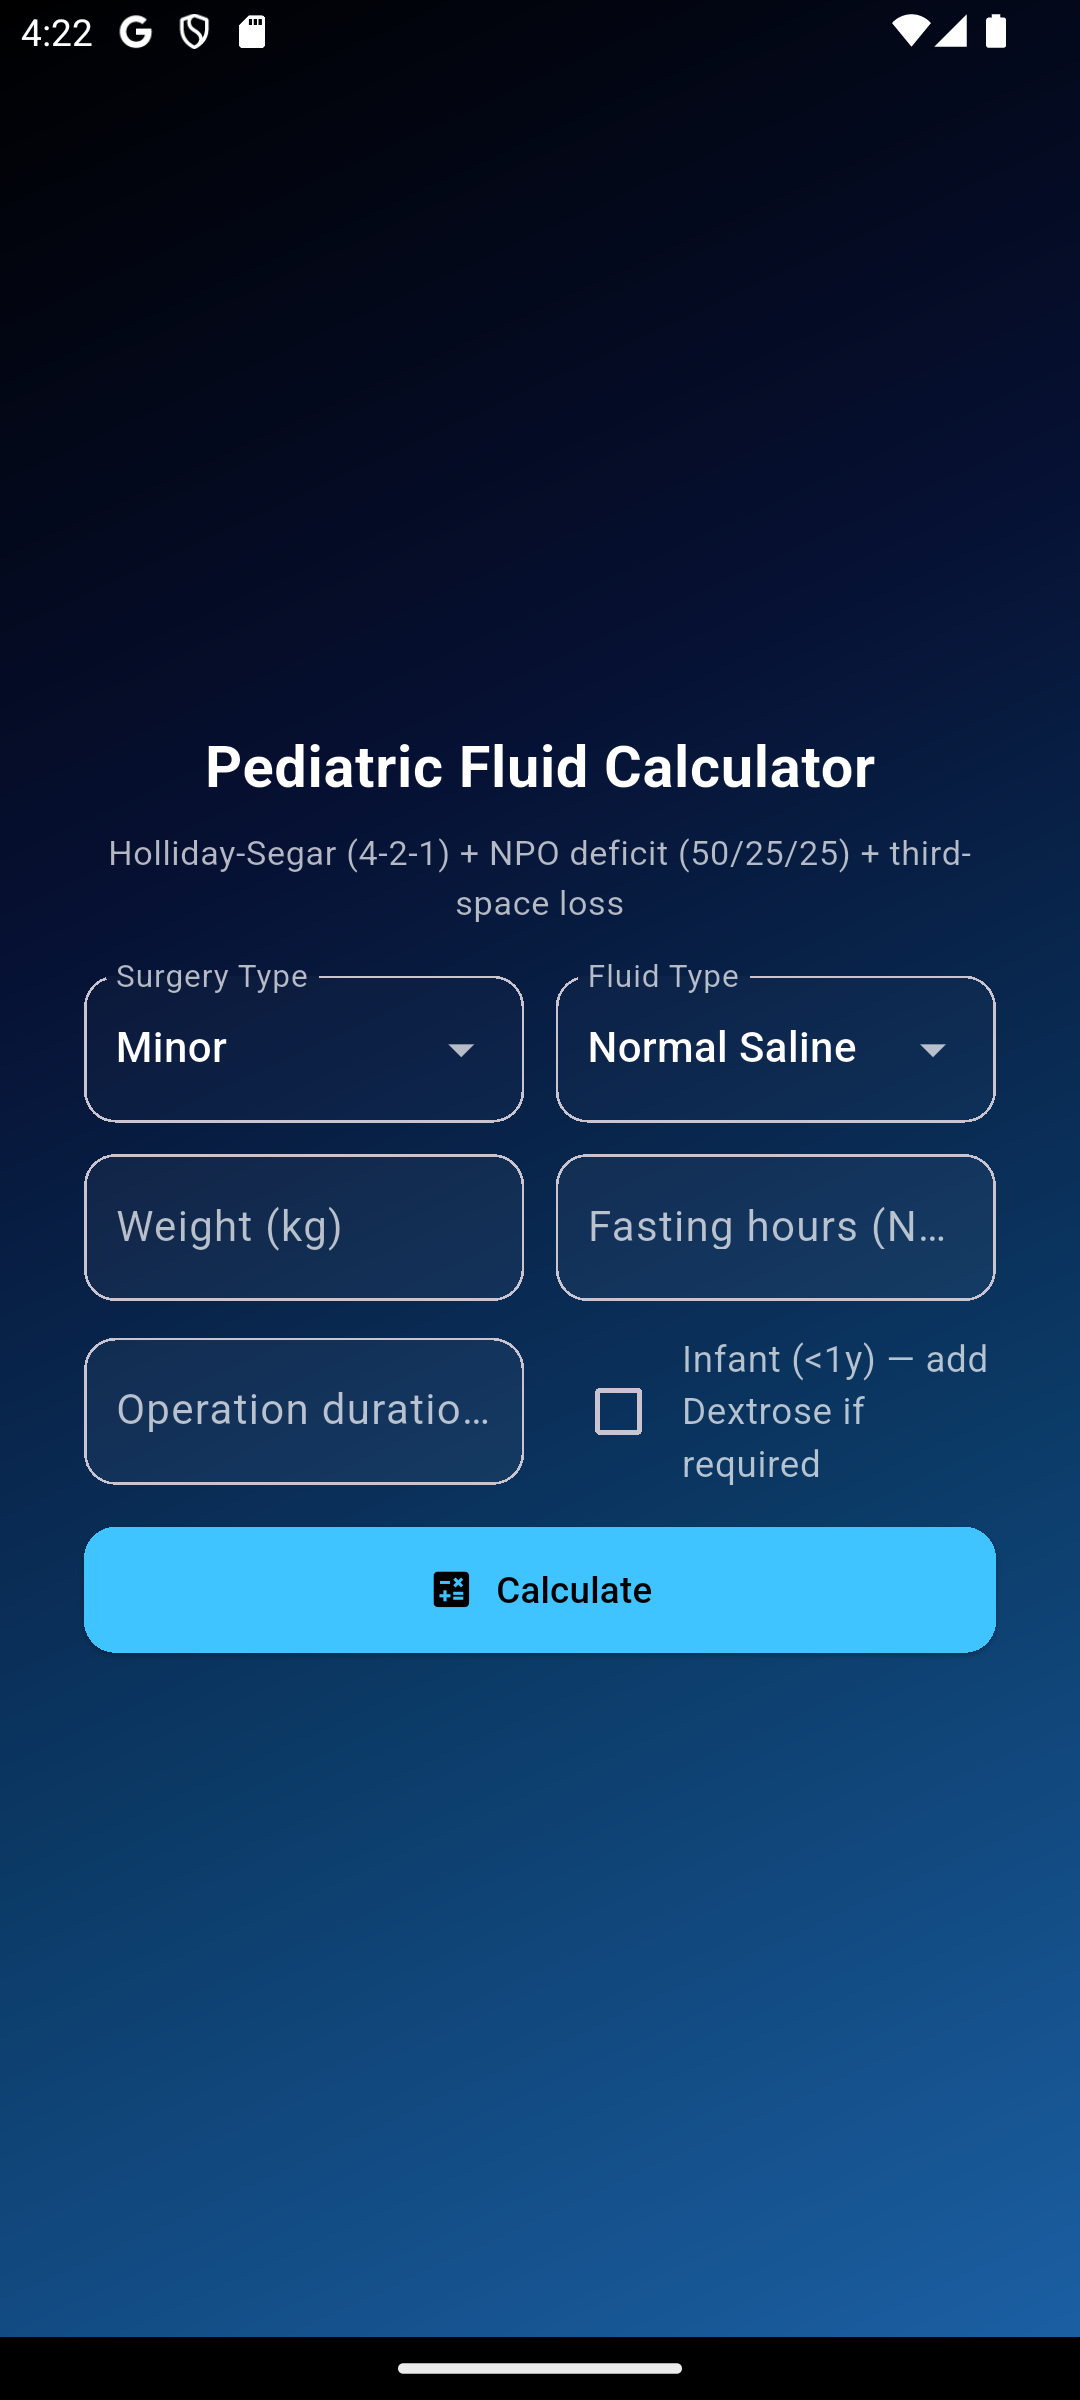 4:22
Pediatric Fluid Calculator
Holliday-Segar (4-2-1) + NPO deficit (50/25/25) + third-
space loss
Surgery Type
Fluid Type
Minor
Normal Saline
Weight (kg)
Fasting hours (N…
Operation duratio…
Infant (<1y) — add
Dextrose if
required
Calculate